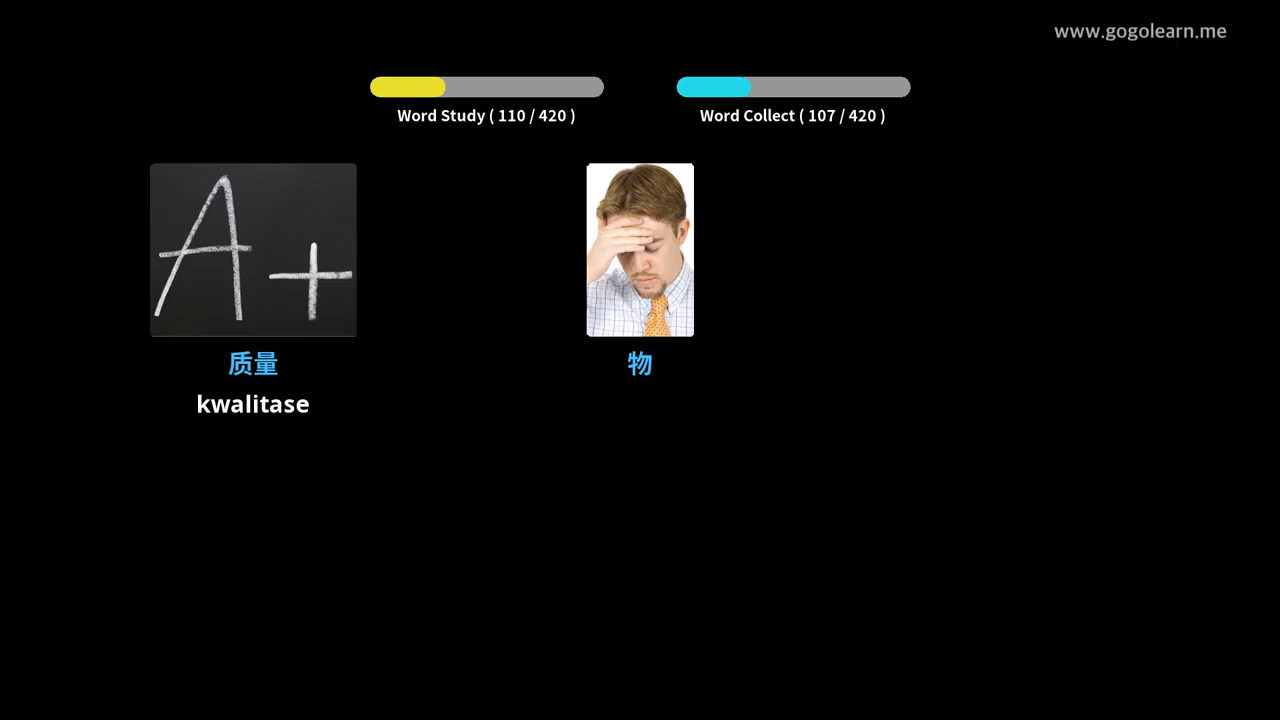 www.gogolearn.me
Word Study ( 110 / 420 )
Word Collect ( 107 / 420 )
A+
质量
物
kwalitase